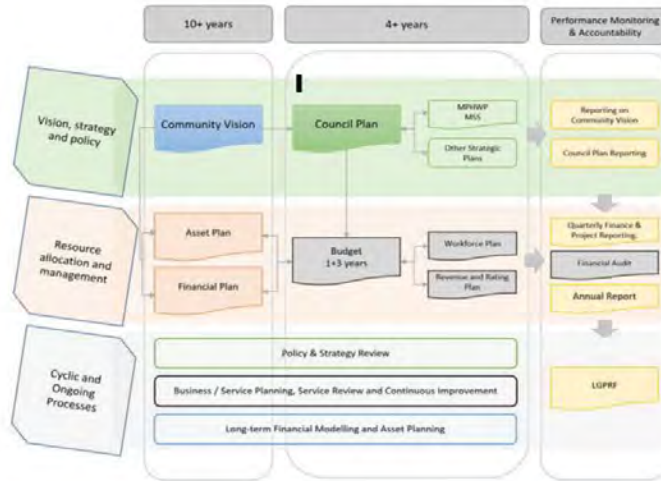 10+ years
4+ years
Performance Monitoring
& Accountability
Vision, strategy
and policy
Community Vision
Council Plan
MPHWP
MSS
Other Strategic
Plans
Reporting on
Community Vision
Council Plan Reporting
Resource
allocation and
management
Asset Plan
Financial Plan
Budget
1+3 years
Workforce Plan
Revenue and Rating
Plan
Quarterly Finance &
Project Reporting,
Financial Audit
Annual Report
Cyclic and
Ongoing
Processes
Policy & Strategy Review
Business / Service Planning, Service Review and Continuous Improvement
Long-term Financial Modelling and Asset Planning
LGPRF